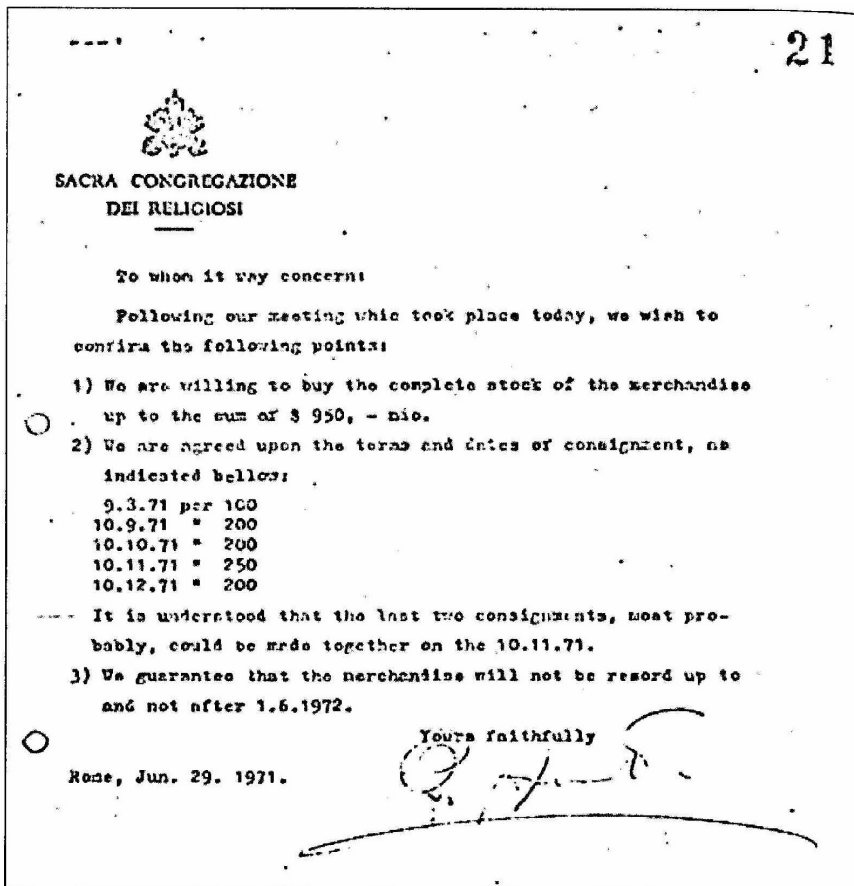 21
SACRA CONGREGAZIONE
DEI RELIGIOSI
To whom it may concern:
Following our meeting whic took place today, we wish to
confirm the following points:
1) We are willing to buy the complete stock of the merchandise
up to the sum of $ 950, - mio.
2) We are agreed upon the terms and dates of consignment, as
indicated bellow:
9.3.71 per 100
10.9.71 " 200
10.10.71 " 200
10.11.71 " 250
10.12.71 " 200
It is understood that the last two consignments, most pro-
bably, could be made together on the 10.11.71.
3) We guarantee that the merchandise will not be resord up to
and not after 1.6.1972.
Yours faithfully
Rome, Jun. 29. 1971.